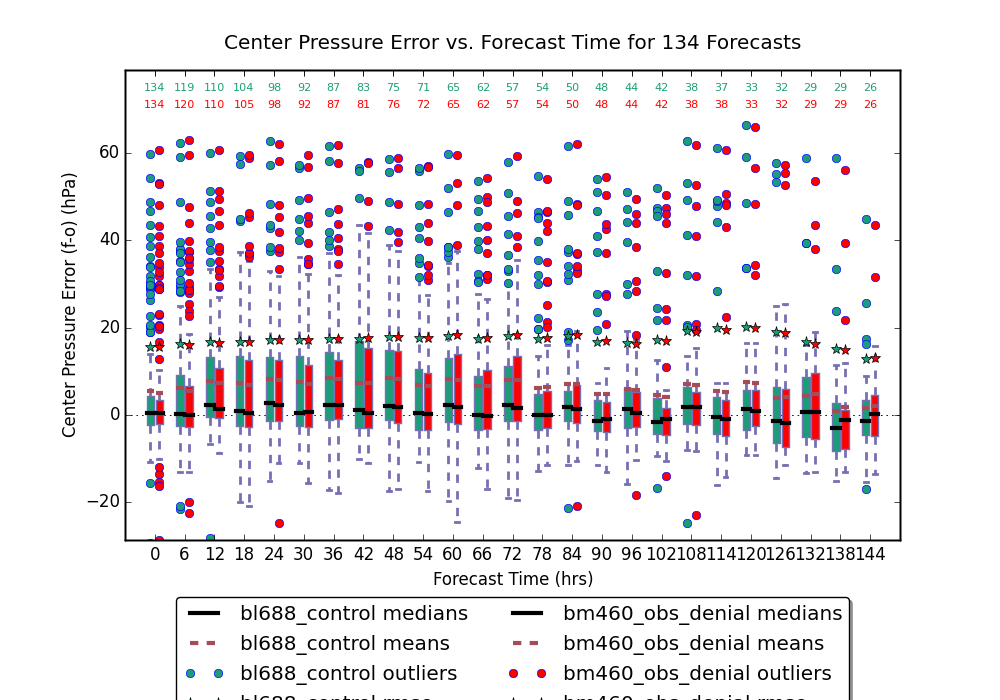 Center Pressure Error vs. Forecast Time for 134 Forecasts
134 119 110 104 98 92 87 83 75 71 65 62 57 54 50 48 44 42 38 37 33 32 29 29 26
134 120 110 105 98 92 87 81 76 72 65 62 57 54 50 48 44 42 38 38 33 32 29 29 26
60
40
20
0
−20
Center Pressure Error (f-o) (hPa)
0 6 12 18 24 30 36 42 48 54 60 66 72 78 84 90 96 102 108 114 120 126 132 138 144
Forecast Time (hrs)
bl688_control medians bm460_obs_denial medians
bl688_control means bm460_obs_denial means
bl688_control outliers bm460_obs_denial outliers
bl688_control rmse bm460_obs_denial rmse